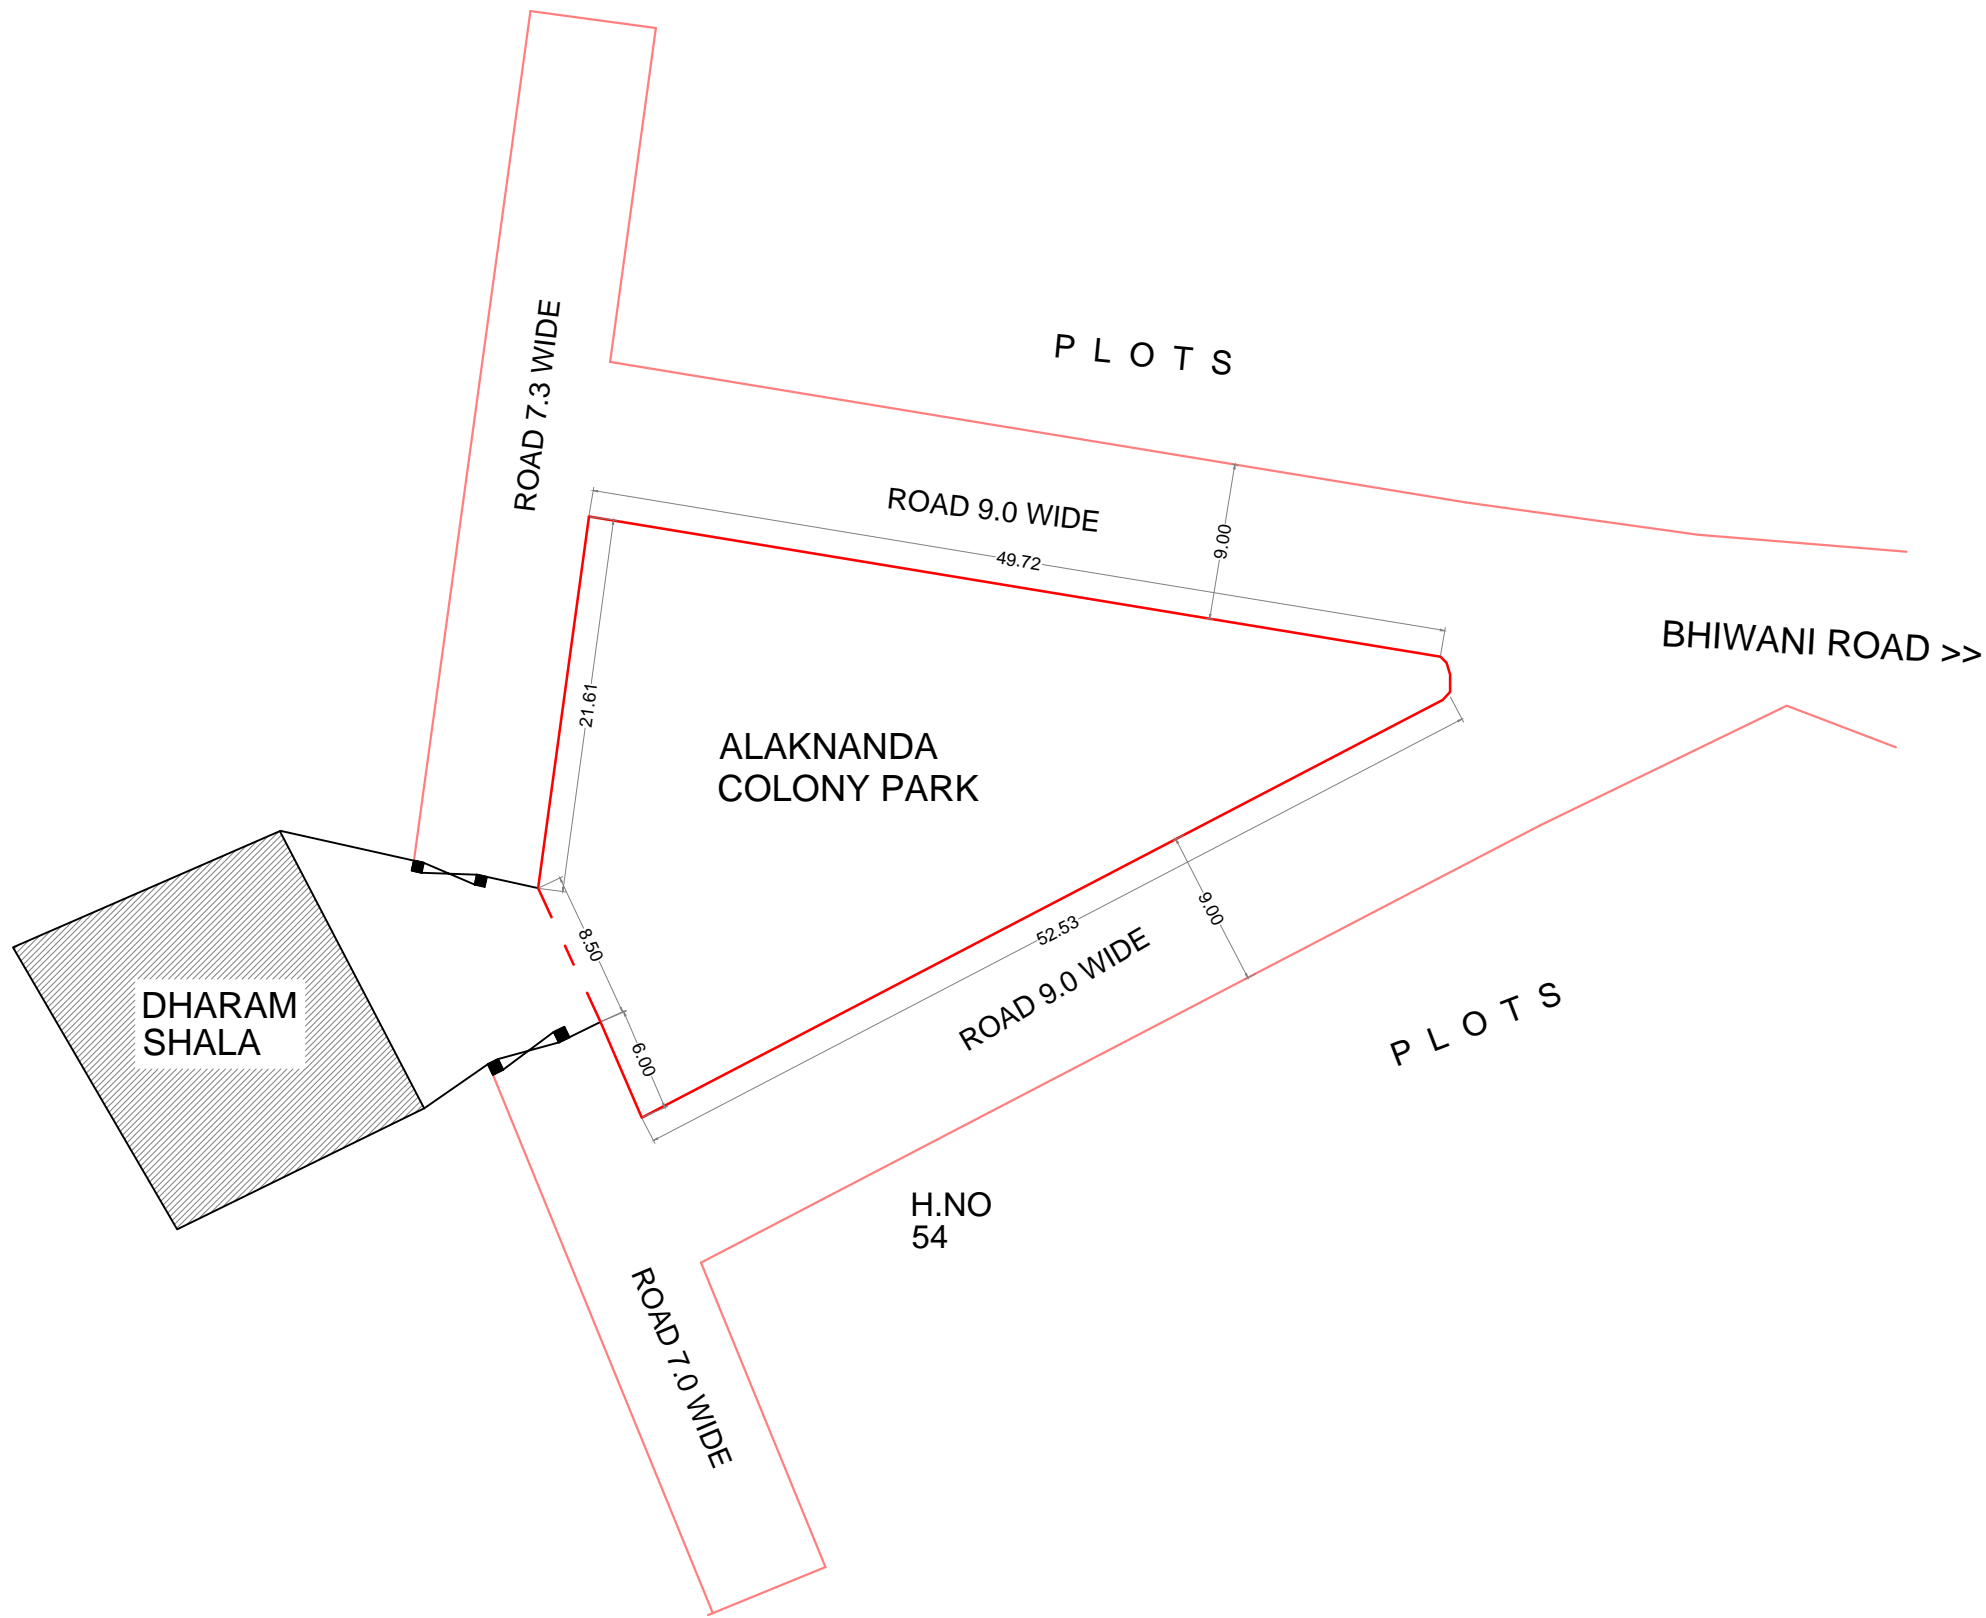 P L O T S
ROAD 7.3 WIDE
ROAD 9.0 WIDE
9.00
49.72
BHIWANI ROAD >>
21.61
ALAKNANDA
COLONY PARK
8.50
52.53
9.00
ROAD 9.0 WIDE
DHARAM
SHALA
P L O T S
6.00
H.NO
54
ROAD 7.0 WIDE